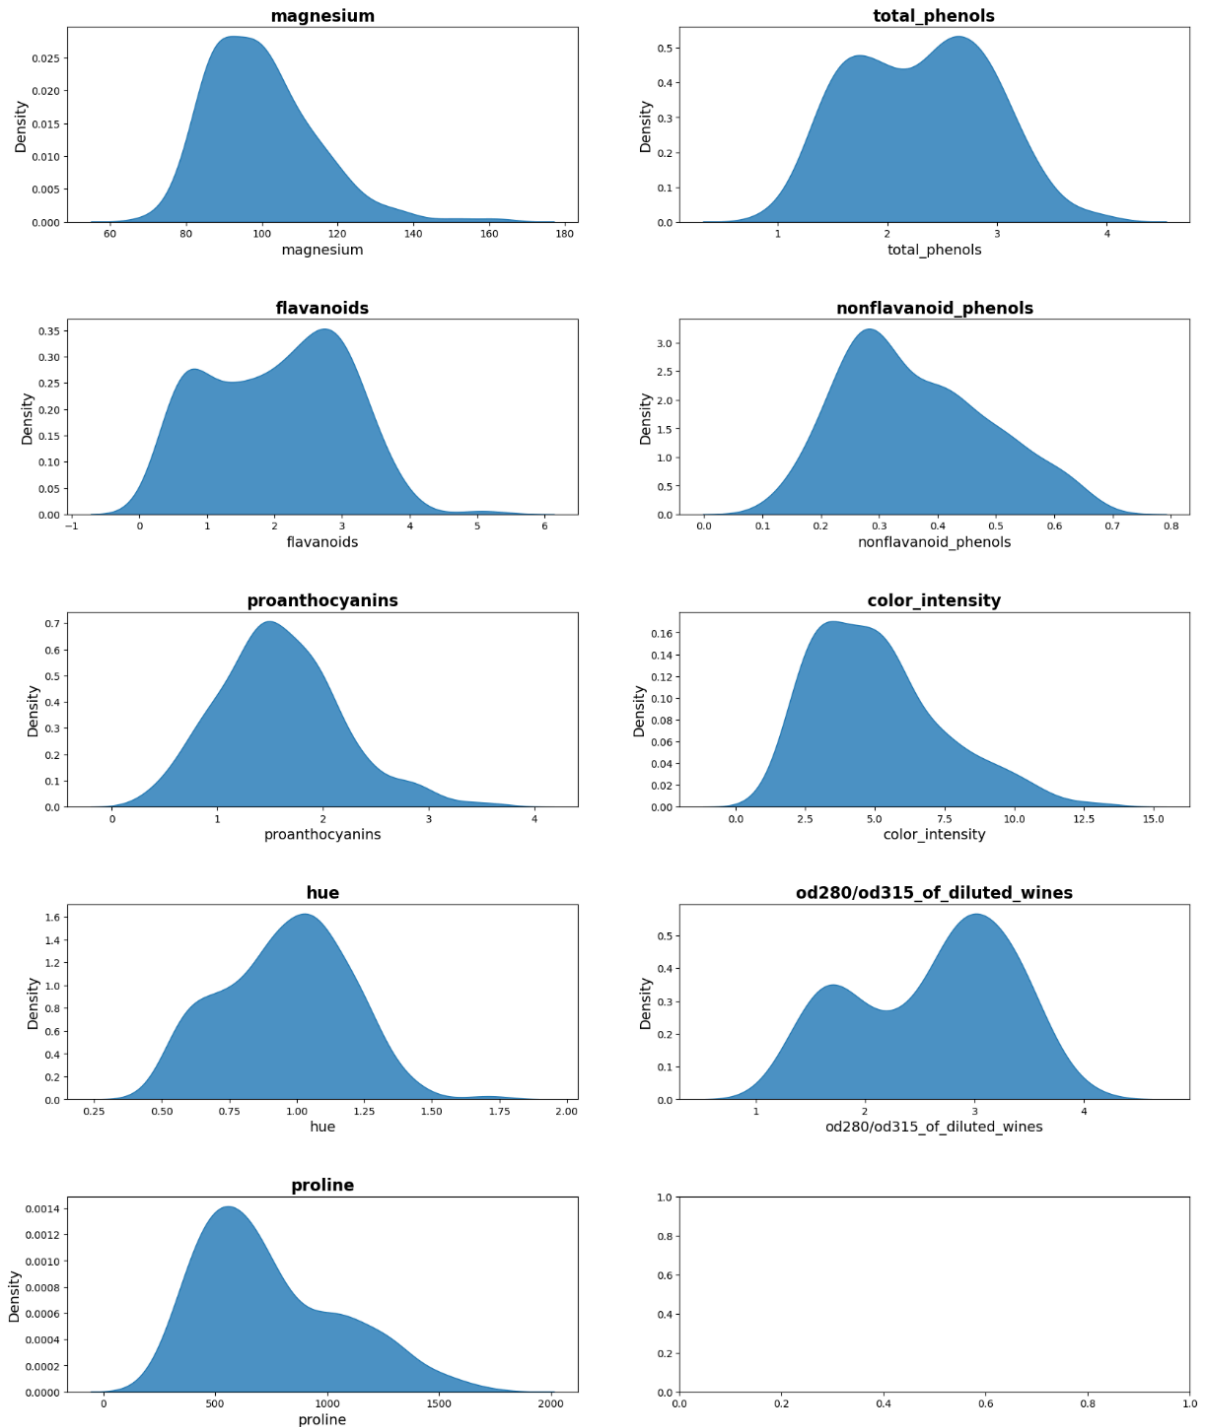 magnesium
Density
0.025
0.020
0.015
0.010
0.005
0.000
60 80 100 120 140 160 180
magnesium
total_phenols
Density
0.5
0.4
0.3
0.2
0.1
0.0
1 2 3 4
total_phenols
flavanoids
Density
0.35
0.30
0.25
0.20
0.15
0.10
0.05
0.00
−1 0 1 2 3 4 5 6
flavanoids
nonflavanoid_phenols
Density
3.0
2.5
2.0
1.5
1.0
0.5
0.0
0.0 0.1 0.2 0.3 0.4 0.5 0.6 0.7 0.8
nonflavanoid_phenols
proanthocyanins
Density
0.7
0.6
0.5
0.4
0.3
0.2
0.1
0.0
0 1 2 3 4
proanthocyanins
color_intensity
Density
0.16
0.14
0.12
0.10
0.08
0.06
0.04
0.02
0.00
0.0 2.5 5.0 7.5 10.0 12.5 15.0
color_intensity
hue
Density
1.6
1.4
1.2
1.0
0.8
0.6
0.4
0.2
0.0
0.25 0.50 0.75 1.00 1.25 1.50 1.75 2.00
hue
od280/od315_of_diluted_wines
Density
0.5
0.4
0.3
0.2
0.1
0.0
1 2 3 4
od280/od315_of_diluted_wines
proline
Density
0.0014
0.0012
0.0010
0.0008
0.0006
0.0004
0.0002
0.0000
0 500 1000 1500 2000
proline
1.0
0.8
0.6
0.4
0.2
0.0
0.0 0.2 0.4 0.6 0.8 1.0